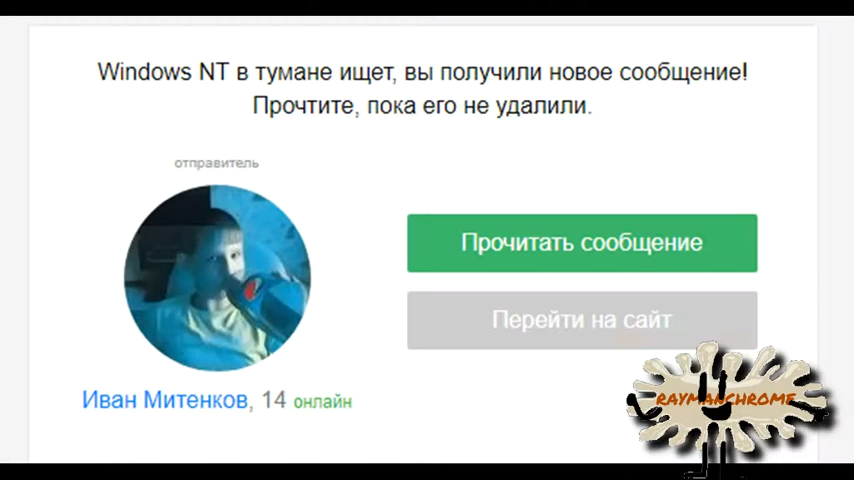 Windows NT в тумане ищет, вы получили новое сообщение!
Прочтите, пока его не удалили.
отправитель
Прочитать сообщение
Перейти на сайт
RAYMANCHROME
Иван Митенков, 14 онлайн